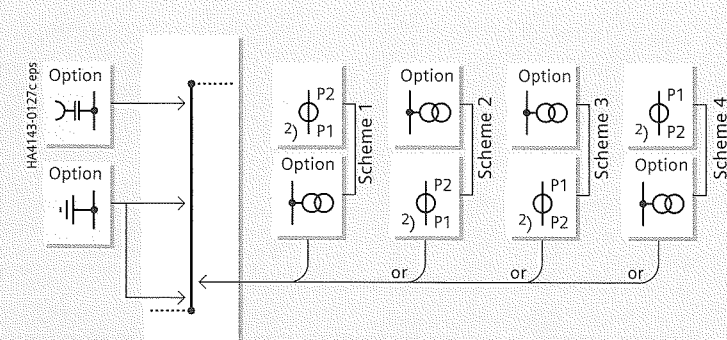 HA4143-0127c eps
Option
Option
P2
2) P1
Option
Scheme 1
Option
P2
2) P1
Scheme 2
Option
P1
2) P2
Scheme 3
P1
2) P2
Option
Scheme 4
or
or
or